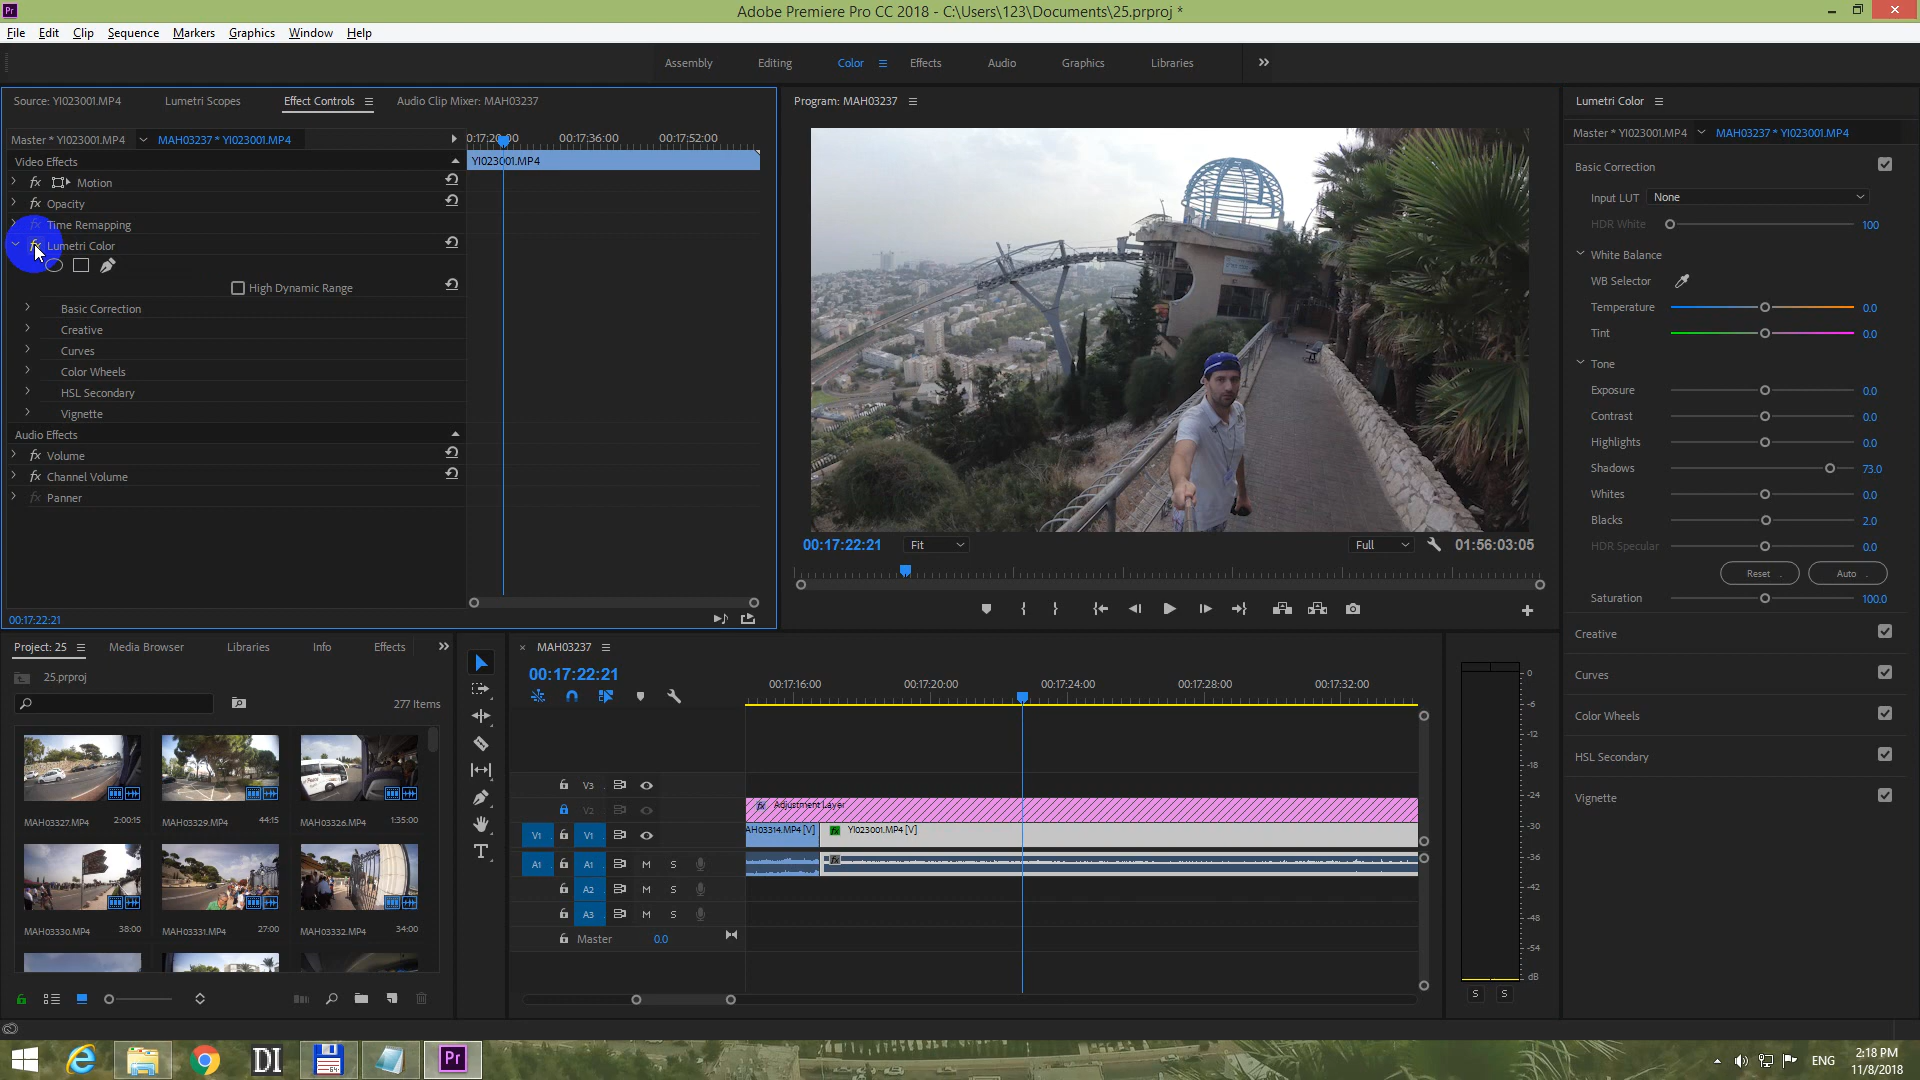 Adobe Premiere Pro CC 2018 - C:\Users\123\Documents\25.prproj *
File Edit Clip Sequence Markers Graphics Window Help
Assembly Editing Color Effects Audio Graphics Libraries
Source: YI023001.MP4 Lumetri Scopes Effect Controls Audio Clip Mixer: MAH03237
Master * YI023001.MP4 MAH03237 * YI023001.MP4
0:17:20:00 00:17:36:00 00:17:52:00
Video Effects
YI023001.MP4
fx Motion
fx Opacity
fx Time Remapping
fx Lumetri Color
High Dynamic Range
Basic Correction
Creative
Curves
Color Wheels
HSL Secondary
Vignette
Audio Effects
fx Volume
fx Channel Volume
fx Panner
00:17:22:21
Program: MAH03237
00:17:22:21 Fit Full 01:56:03:05
Lumetri Color
Master * YI023001.MP4 MAH03237 * YI023001.MP4
Basic Correction
Input LUT None
HDR White 100
White Balance
WB Selector
Temperature 0.0
Tint 0.0
Tone
Exposure 0.0
Contrast 0.0
Highlights 0.0
Shadows 73.0
Whites 0.0
Blacks 2.0
HDR Specular 0.0
Reset Auto
Saturation 100.0
Creative
Curves
Color Wheels
HSL Secondary
Vignette
Project: 25 Media Browser Libraries Info Effects
25.prproj
277 Items
MAH03327.MP4 2:00:15
MAH03329.MP4 44:15
MAH03326.MP4 1:35:00
MAH03330.MP4 38:00
MAH03331.MP4 27:00
MAH03332.MP4 34:00
MAH03237
00:17:22:21
00:17:16:00 00:17:20:00 00:17:24:00 00:17:28:00 00:17:32:00
V3
V2 fx Adjustment Layer
V1 V1 AH03314.MP4 [V] fx YI023001.MP4 [V]
A1 A1 M S fx
A2 M S
A3 M S
Master 0.0
0
-6
-12
-18
-24
-30
-36
-42
-48
-54
dB
S S
DI
64
Pr
ENG
2:18 PM
11/8/2018